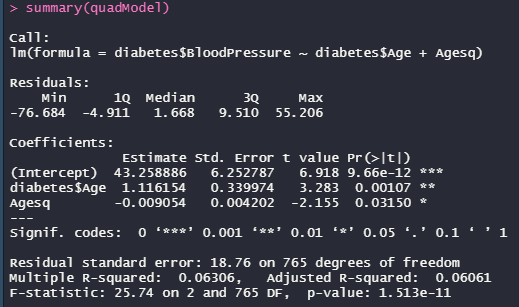 > summary(quadModel)
Call:
lm(formula = diabetes$BloodPressure ~ diabetes$Age + Agesq)
Residuals:
    Min      1Q  Median      3Q     Max
-76.684  -4.911   1.668   9.510  55.206
Coefficients:
              Estimate Std. Error t value Pr(>|t|)
(Intercept)  43.258886   6.252787   6.918 9.66e-12 ***
diabetes$Age  1.116154   0.339974   3.283  0.00107 **
Agesq        -0.009054   0.004202  -2.155  0.03150 *
---
Signif. codes:  0 ‘***’ 0.001 ‘**’ 0.01 ‘*’ 0.05 ‘.’ 0.1 ‘ ’ 1
Residual standard error: 18.76 on 765 degrees of freedom
Multiple R-squared:  0.06306,	Adjusted R-squared:  0.06061
F-statistic: 25.74 on 2 and 765 DF,  p-value: 1.513e-11